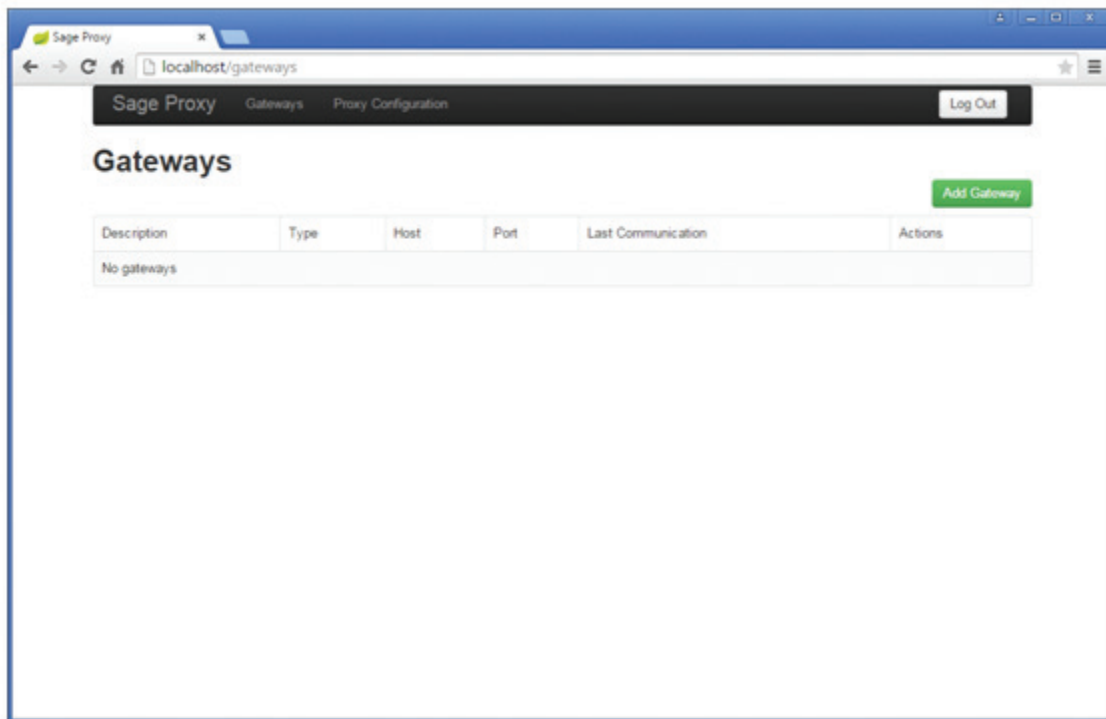 Sage Proxy
localhost/gateways
Sage Proxy Gateways Proxy Configuration Log Out
Gateways
Add Gateway
Description Type Host Port Last Communication Actions
No gateways